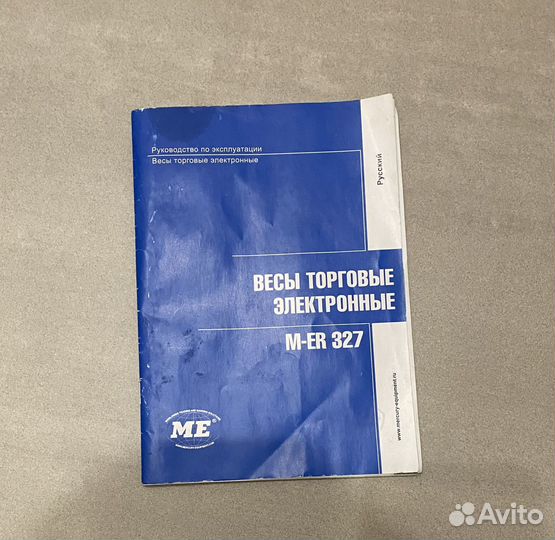 Руководство по эксплуатации
Весы торговые электронные
Русский
ВЕСЫ ТОРГОВЫЕ
ЭЛЕКТРОННЫЕ
M-ER 327
www.mercury-equipment.ru
ME®
Avito